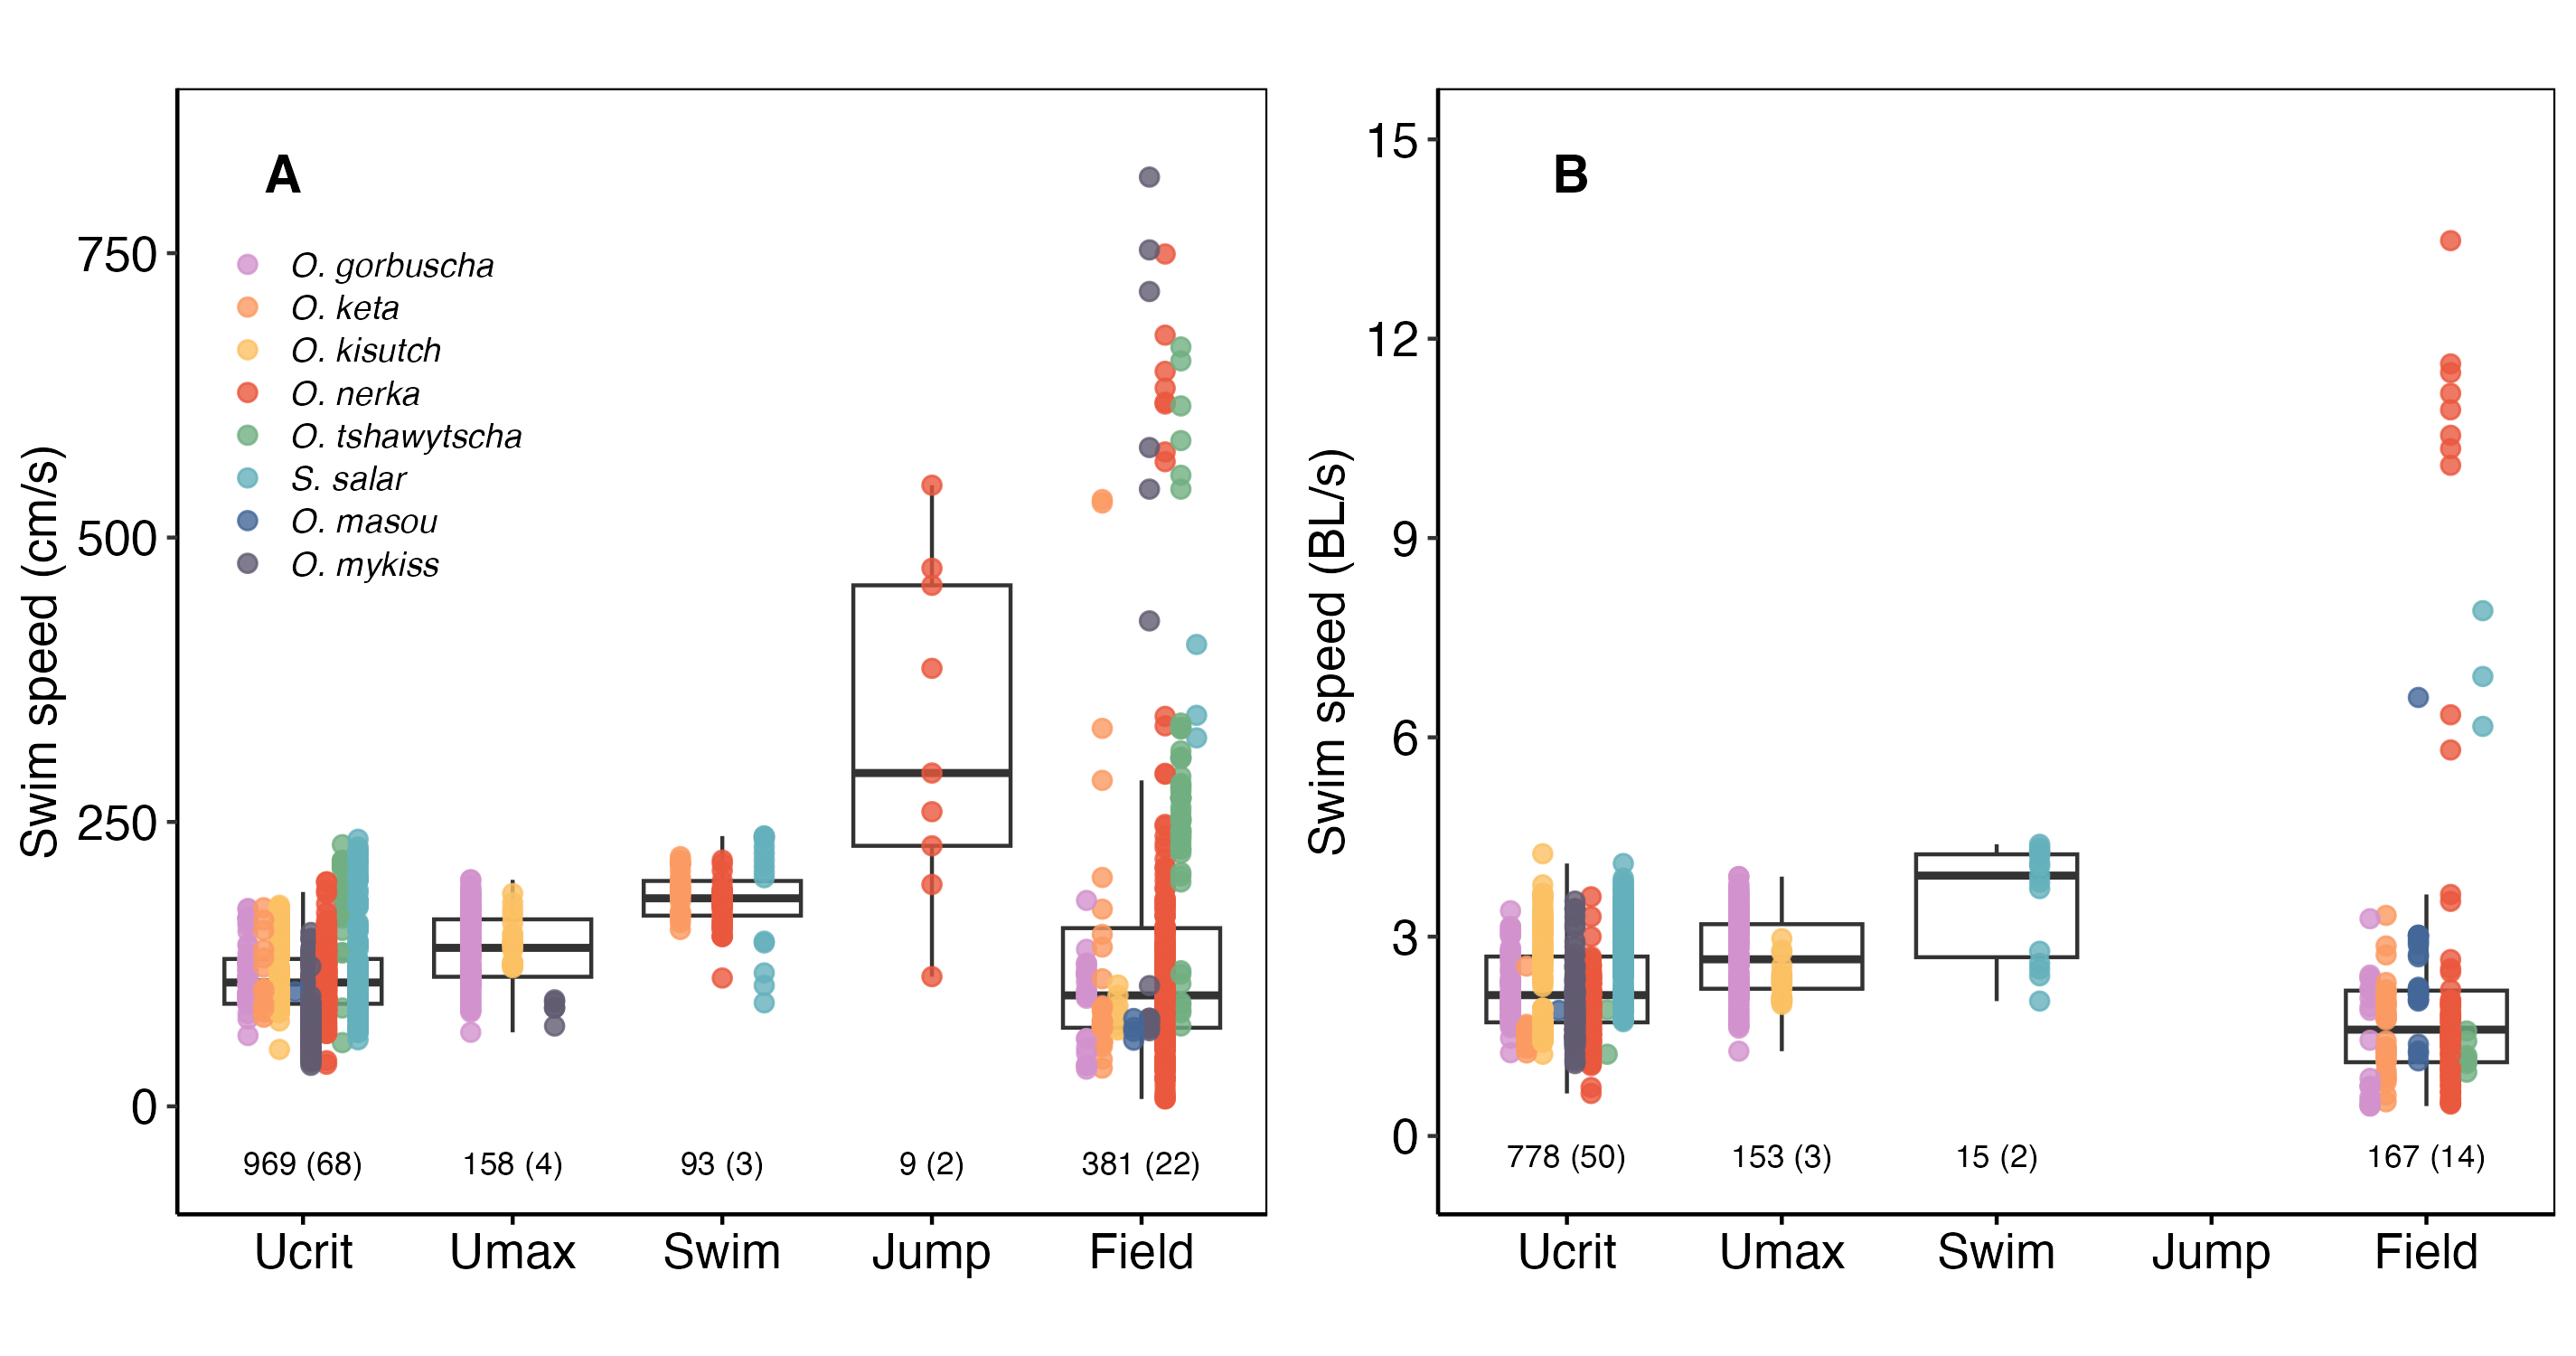 A
Swim speed (cm/s)
750
500
250
0
O. gorbuscha
O. keta
O. kisutch
O. nerka
O. tshawytscha
S. salar
O. masou
O. mykiss
969 (68) 158 (4) 93 (3) 9 (2) 381 (22)
Ucrit Umax Swim Jump Field
B
Swim speed (BL/s)
15
12
9
6
3
0
778 (50) 153 (3) 15 (2) 167 (14)
Ucrit Umax Swim Jump Field